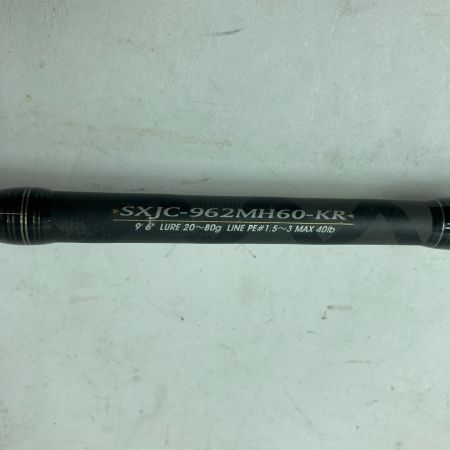 SXJC-962MH60-KR
9' 6" LURE 20～80g LINE PE#1.5～3 MAX 40lb